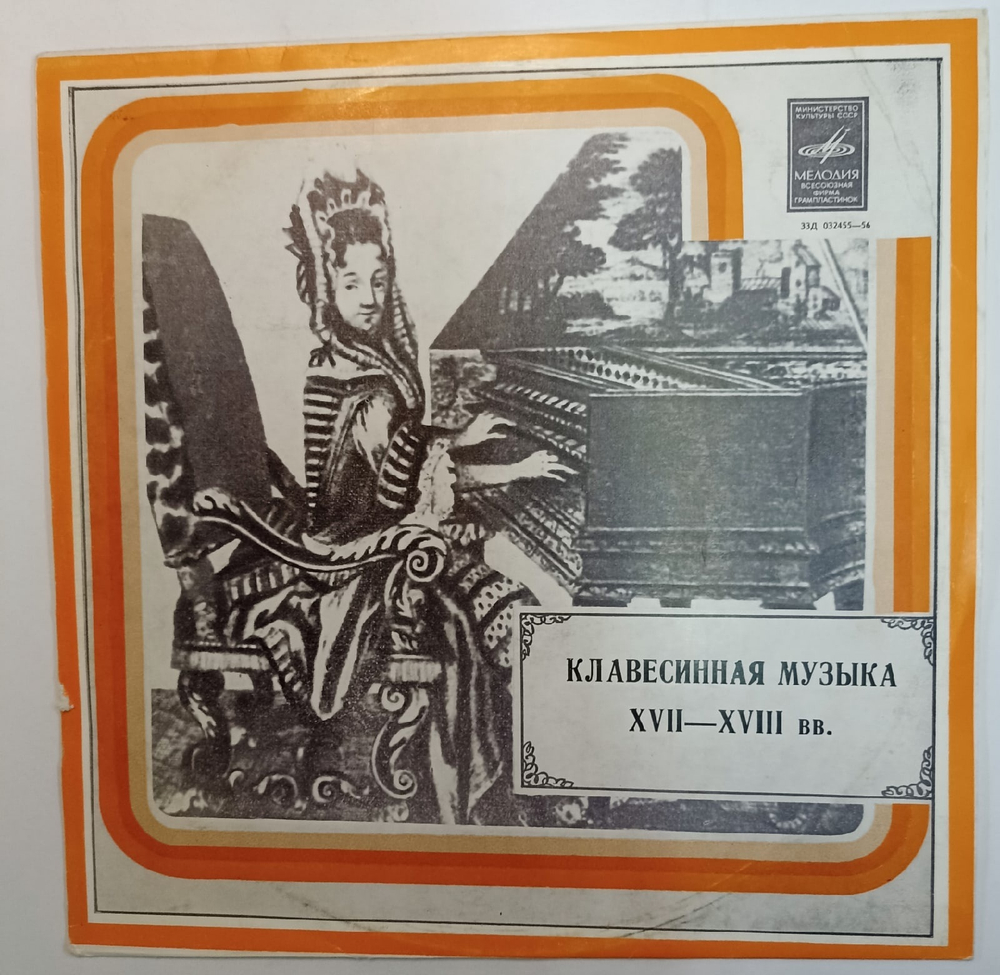 МИНИСТЕРСТВО
КУЛЬТУРЫ СССР
МЕЛОДИЯ
ВСЕСОЮЗНАЯ
ФИРМА
ГРАМПЛАСТИНОК
33Д 032455—56
КЛАВЕСИННАЯ МУЗЫКА
XVII—XVIII вв.